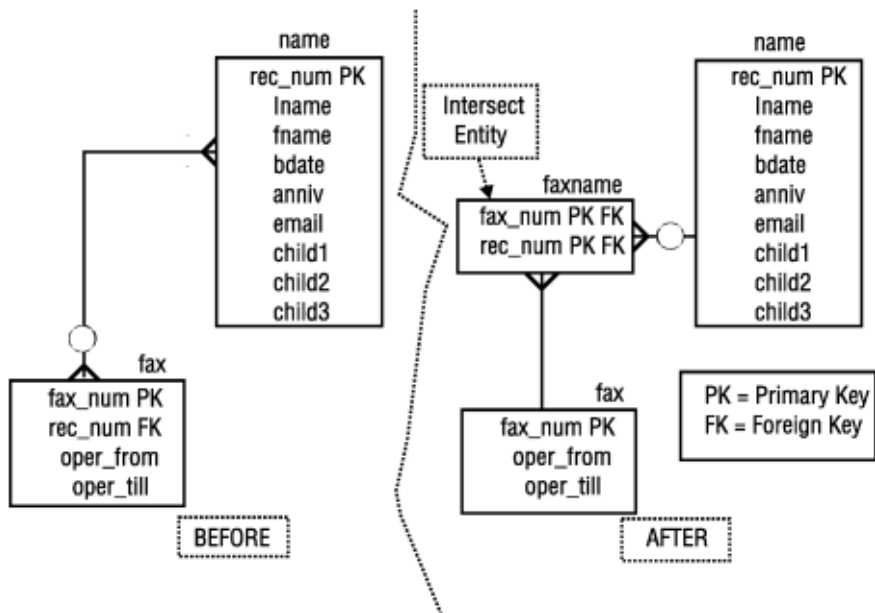 name
rec_num PK
lname
fname
bdate
anniv
email
child1
child2
child3
fax
fax_num PK
rec_num FK
oper_from
oper_till
BEFORE
Intersect
Entity
faxname
fax_num PK FK
rec_num PK FK
name
rec_num PK
lname
fname
bdate
anniv
email
child1
child2
child3
fax
fax_num PK
oper_from
oper_till
PK = Primary Key
FK = Foreign Key
AFTER